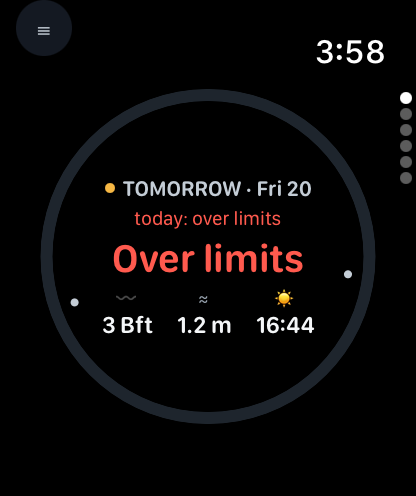 3:58
TOMORROW · Fri 20
today: over limits
Over limits
3 Bft 1.2 m 16:44